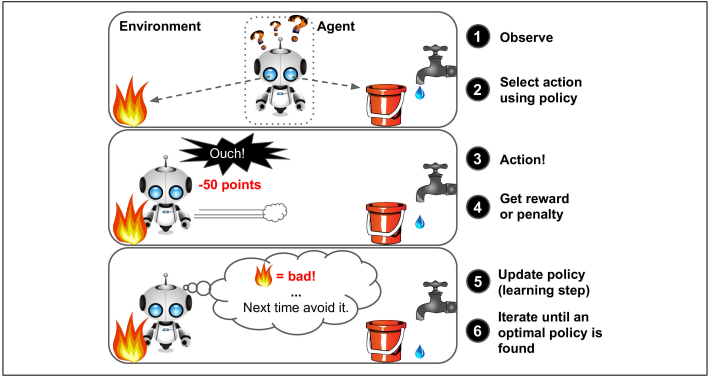 Environment
Agent
? ? ?
1 Observe
2 Select action
using policy
Ouch!
-50 points
3 Action!
4 Get reward
or penalty
= bad!
...
Next time avoid it.
5 Update policy
(learning step)
6 Iterate until an
optimal policy is
found